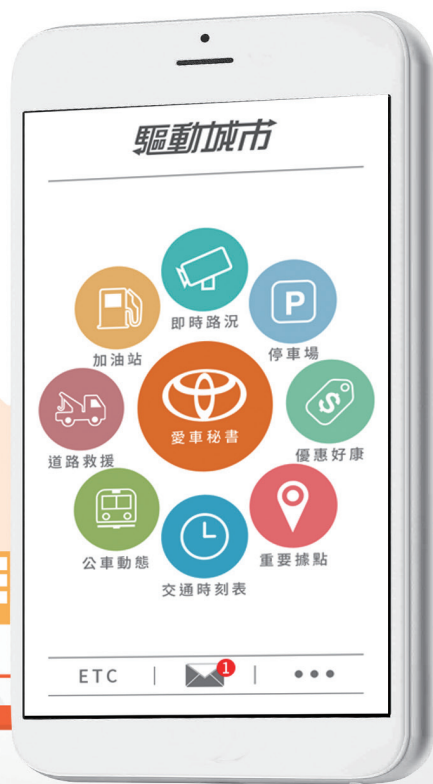 驅動城市
即時路況
加油站
P
停車場
愛車秘書
道路救援
$
優惠好康
公車動態
重要據點
交通時刻表
ETC
1